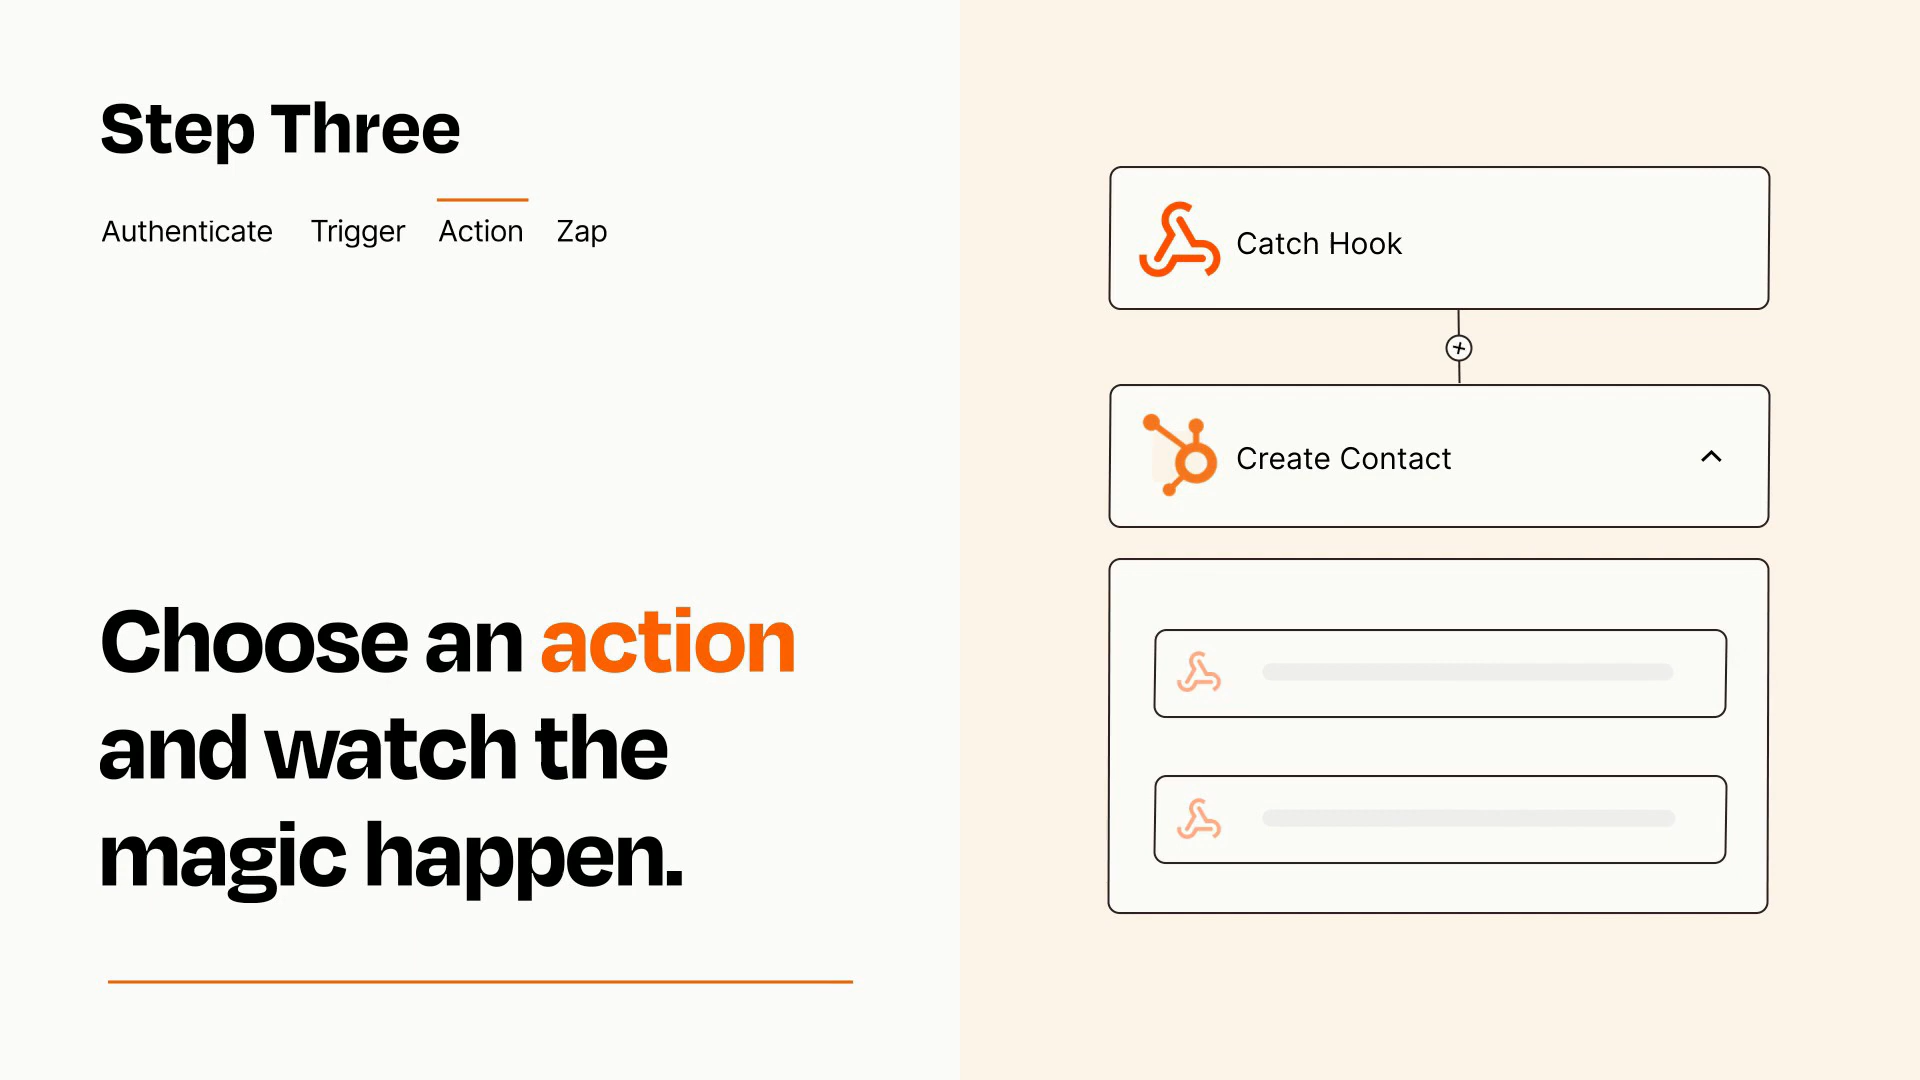 Step Three
Authenticate Trigger Action Zap
Choose an action
and watch the
magic happen.
Catch Hook
Create Contact